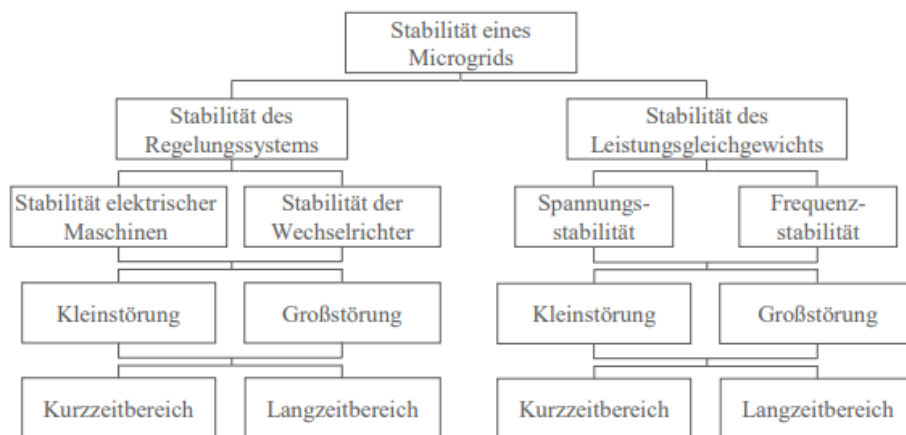 Stabilität eines
Microgrids
Stabilität des
Regelungssystems
Stabilität des
Leistungsgleichgewichts
Stabilität elektrischer
Maschinen
Stabilität der
Wechselrichter
Spannungs-
stabilität
Frequenz-
stabilität
Kleinstörung
Großstörung
Kleinstörung
Großstörung
Kurzzeitbereich
Langzeitbereich
Kurzzeitbereich
Langzeitbereich